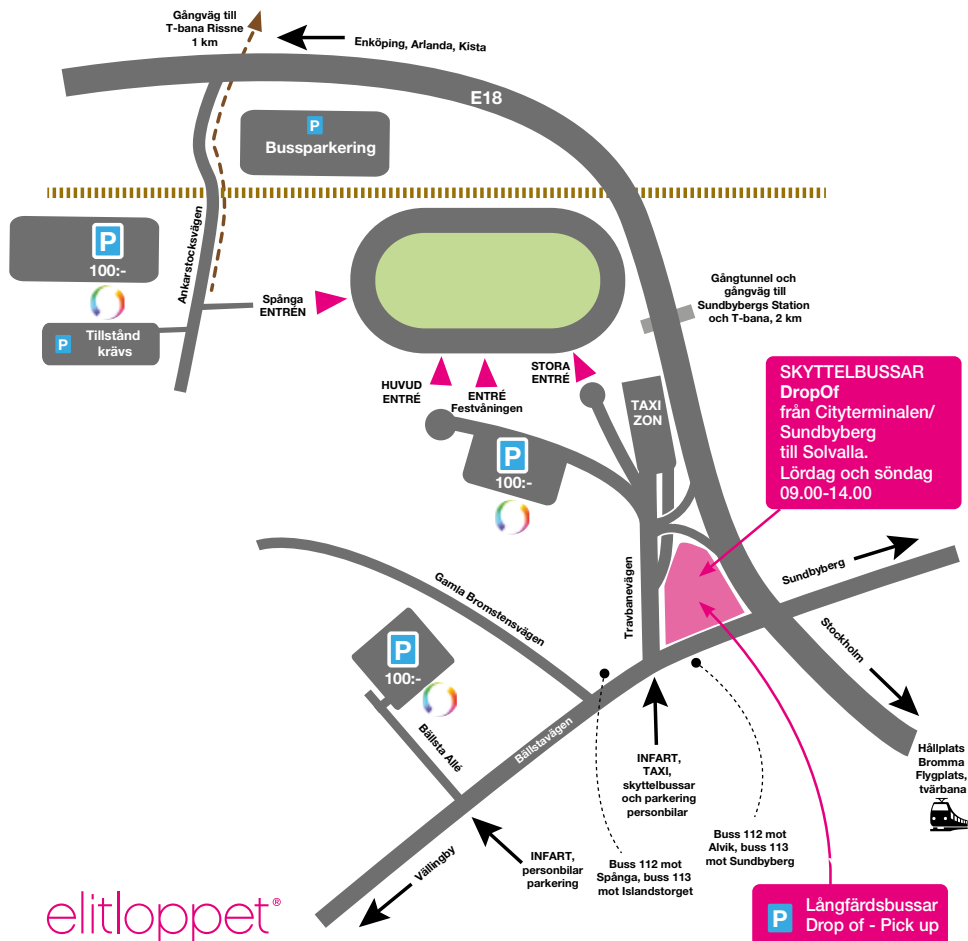 Gångväg till
T-bana Rissne
1 km
Enköping, Arlanda, Kista
E18
P
Bussparkering
P
100:-
Ankarstocksvägen
Spånga
ENTRÉN
P
Tillstånd
krävs
Gångtunnel och
gångväg till
Sundbybergs Station
och T-bana, 2 km
HUVUD
ENTRÉ
ENTRÉ
Festvåningen
STORA
ENTRÉ
TAXI
ZON
SKYTTELBUSSAR
DropOf
från Cityterminalen/
Sundbyberg
till Solvalla.
Lördag och söndag
09.00-14.00
P
100:-
Sundbyberg
Travbanevägen
Gamla Bromstensvägen
P
100:-
Stockholm
Bällstavägen
Bällsta Allé
Hållplats
Bromma
Flygplats,
tvärbana
INFART,
TAXI,
skyttelbussar
och parkering
personbilar
Buss 112 mot
Alvik, buss 113
mot Sundbyberg
Vällingby
INFART,
personbilar
parkering
Buss 112 mot
Spånga, buss 113
mot Islandstorget
elitloppet®
P
Långfärdsbussar
Drop of - Pick up